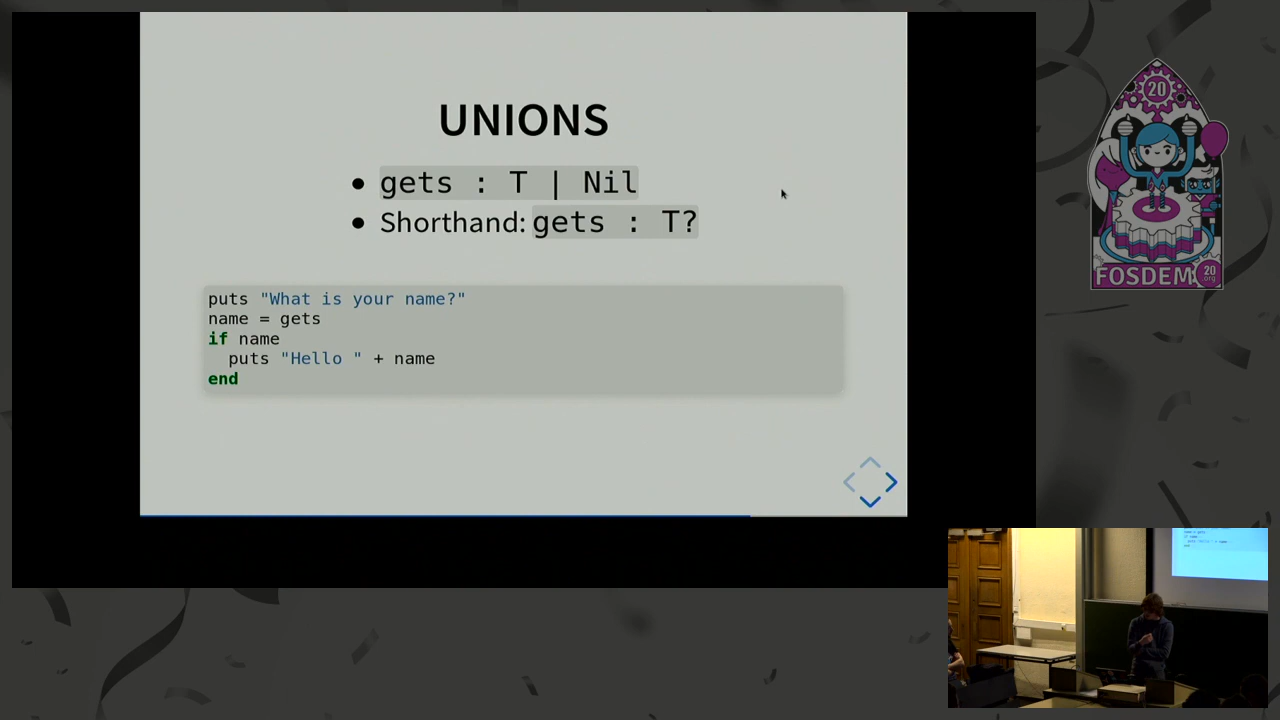 UNIONS
gets : T | Nil
Shorthand: gets : T?
puts "What is your name?"
name = gets
if name
  puts "Hello " + name
end
20
FOSDEM 20
.org